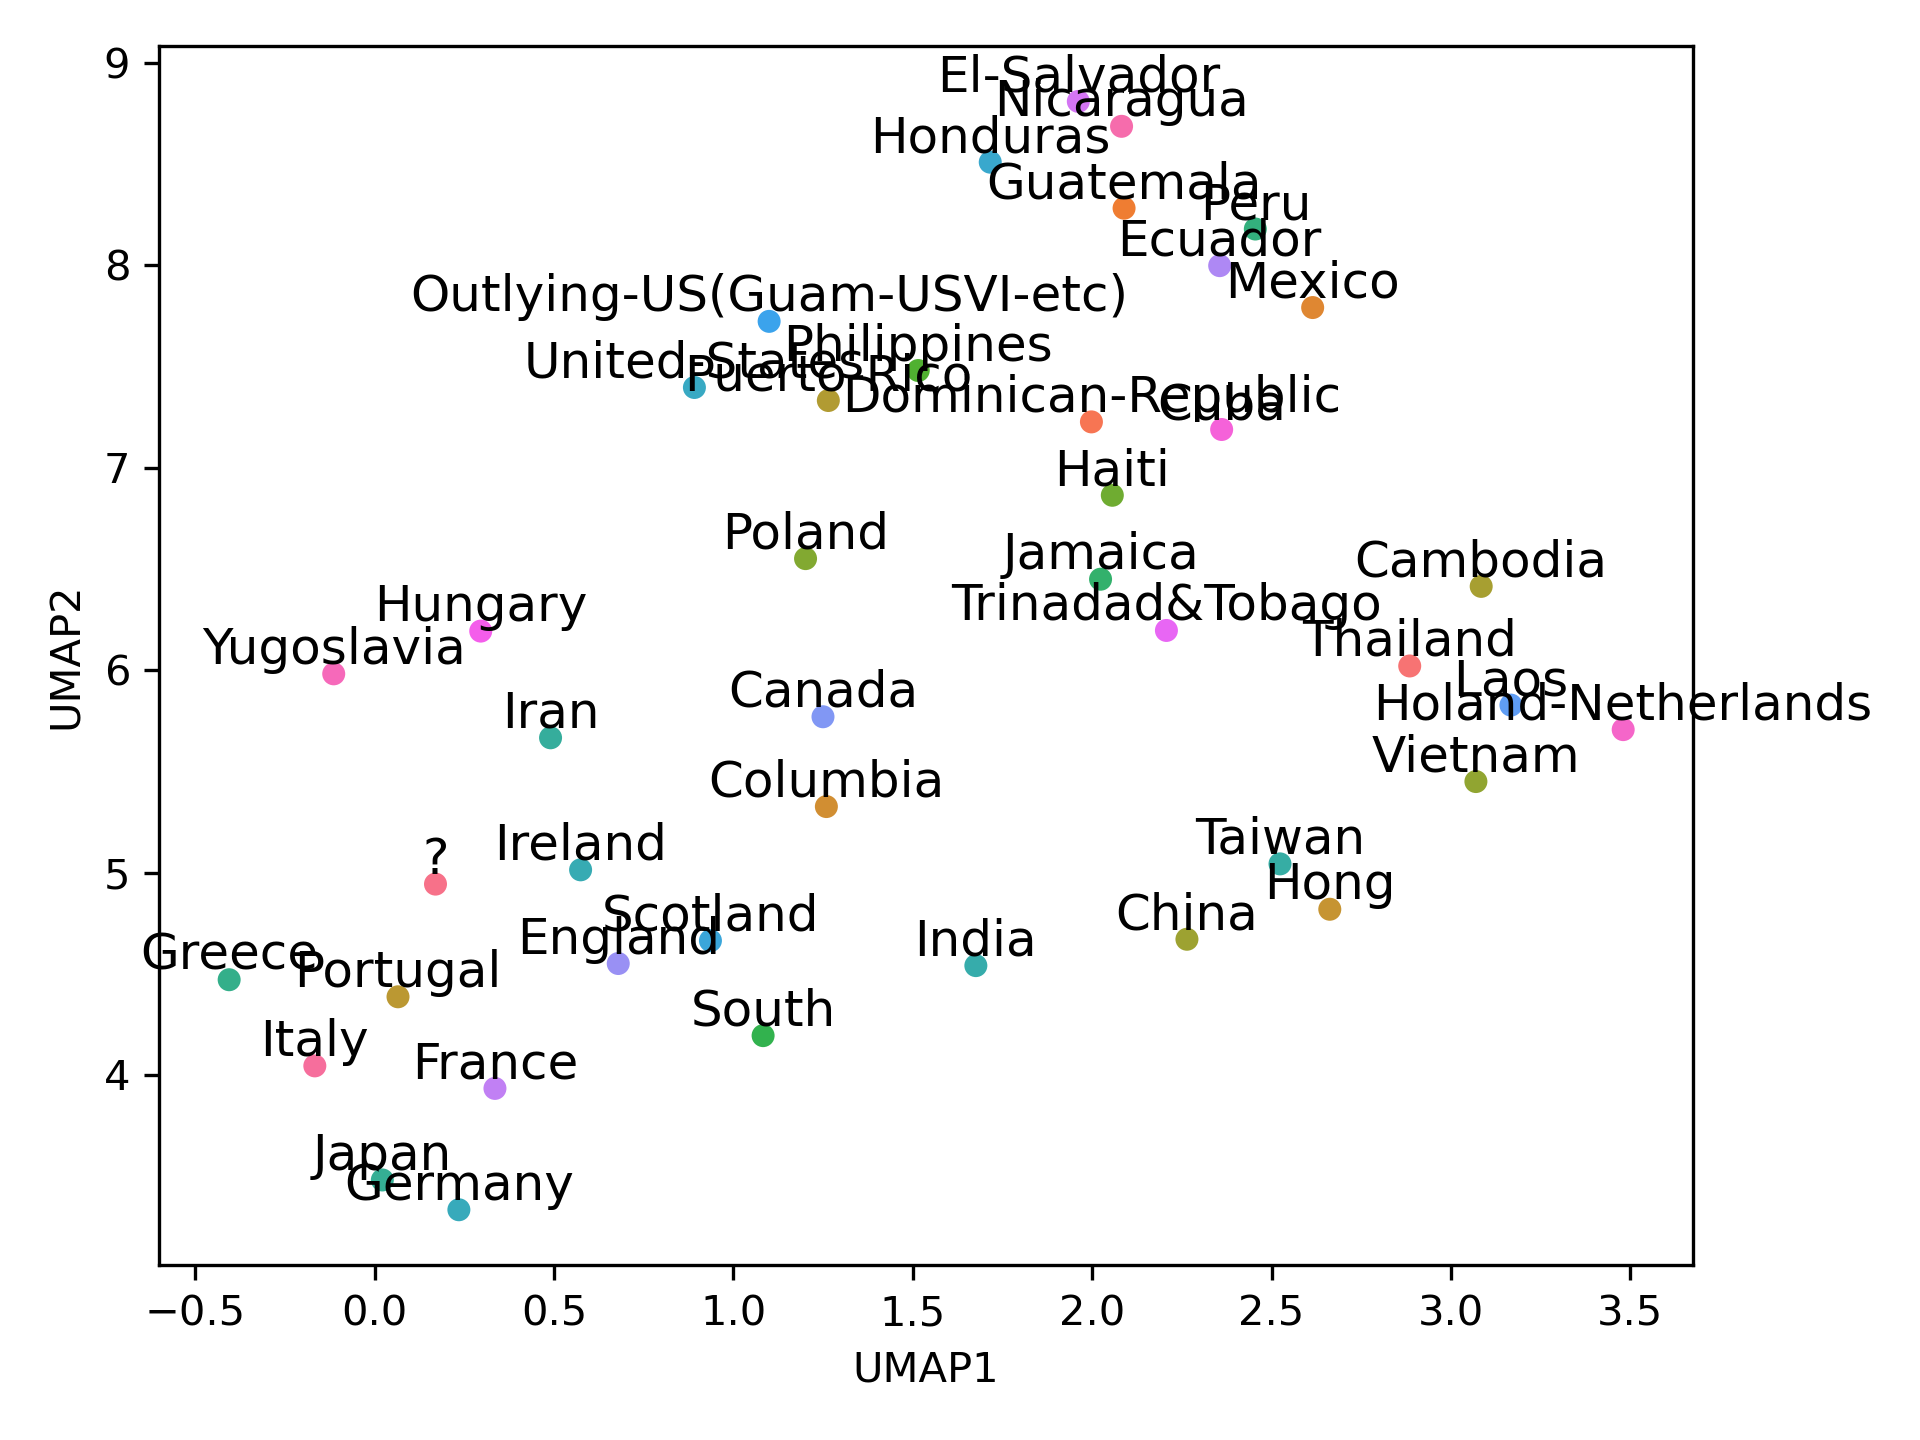 9
El-Salvador
Nicaragua
Honduras
Guatemala
Peru
Ecuador
8
Mexico
Outlying-US(Guam-USVI-etc)
Philippines
United-States
Puerto-Rico
Dominican-Republic
Cuba
7
Haiti
Poland
Jamaica
Cambodia
Hungary
Trinadad&Tobago
Yugoslavia
Thailand
6
Laos
Canada
Holand-Netherlands
Iran
Vietnam
Columbia
UMAP2
Ireland
Taiwan
?
5
Hong
Scotland
China
England
India
Greece
Portugal
South
Italy
France
4
Japan
Germany
−0.5 0.0 0.5 1.0 1.5 2.0 2.5 3.0 3.5
UMAP1